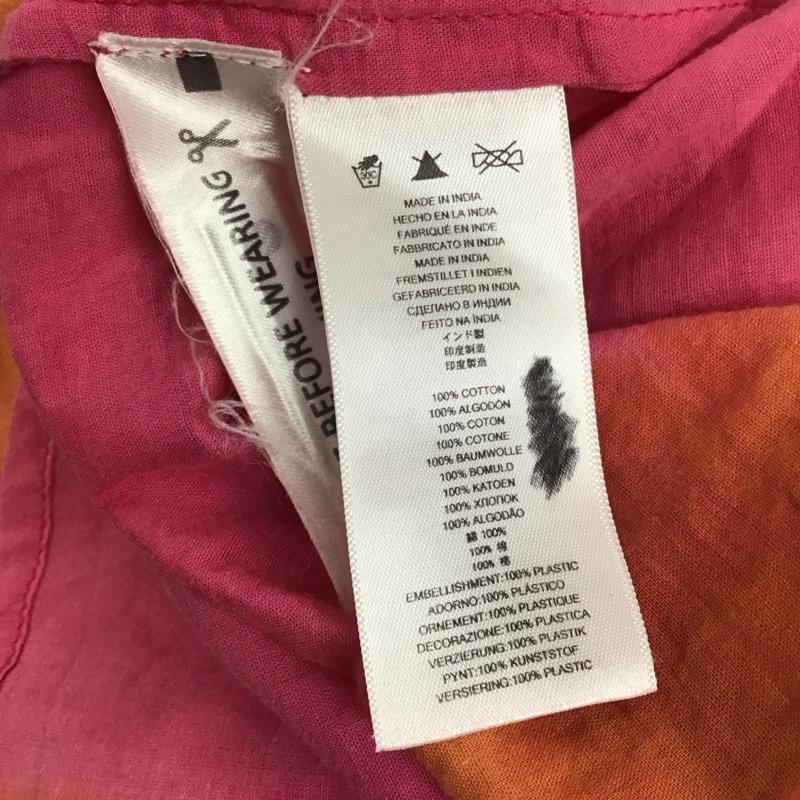 BEFORE WEARING
30C
MADE IN INDIA
HECHO EN LA INDIA
FABRIQUÉ EN INDE
FABBRICATO IN INDIA
MADE IN INDIA
FREMSTILLET I INDIEN
GEFABRICEERD IN INDIA
СДЕЛАНО В ИНДИИ
FEITO NA ÍNDIA
インド製
印度制造
印度製造
100% COTTON
100% ALGODÓN
100% COTON
100% COTONE
100% BAUMWOLLE
100% BOMULD
100% KATOEN
100% ХЛОПОК
100% ALGODÃO
綿 100%
100% 棉
100% 棉
EMBELLISHMENT:100% PLASTIC
ADORNO:100% PLÁSTICO
ORNEMENT:100% PLASTIQUE
DECORAZIONE:100% PLASTICA
VERZIERUNG:100% PLASTIK
PYNT:100% KUNSTSTOF
VERSIERING:100% PLASTIC